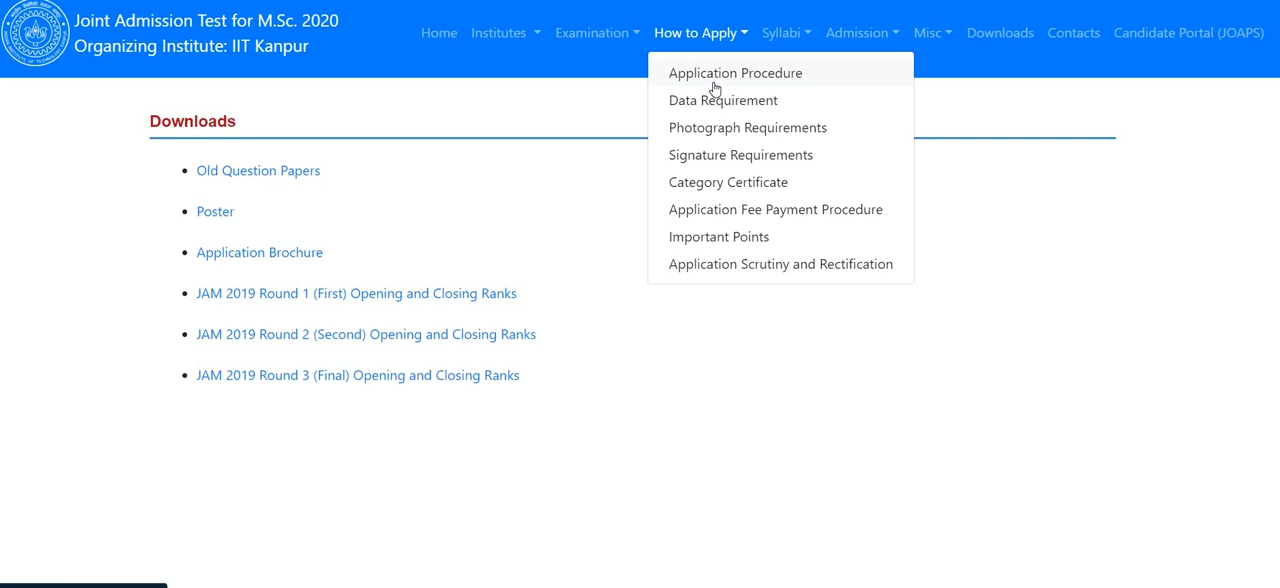 Joint Admission Test for M.Sc. 2020
Organizing Institute: IIT Kanpur
Home Institutes Examination How to Apply Syllabi Admission Misc Downloads Contacts Candidate Portal (JOAPS)
Application Procedure
Data Requirement
Photograph Requirements
Signature Requirements
Category Certificate
Application Fee Payment Procedure
Important Points
Application Scrutiny and Rectification
Downloads
Old Question Papers
Poster
Application Brochure
JAM 2019 Round 1 (First) Opening and Closing Ranks
JAM 2019 Round 2 (Second) Opening and Closing Ranks
JAM 2019 Round 3 (Final) Opening and Closing Ranks